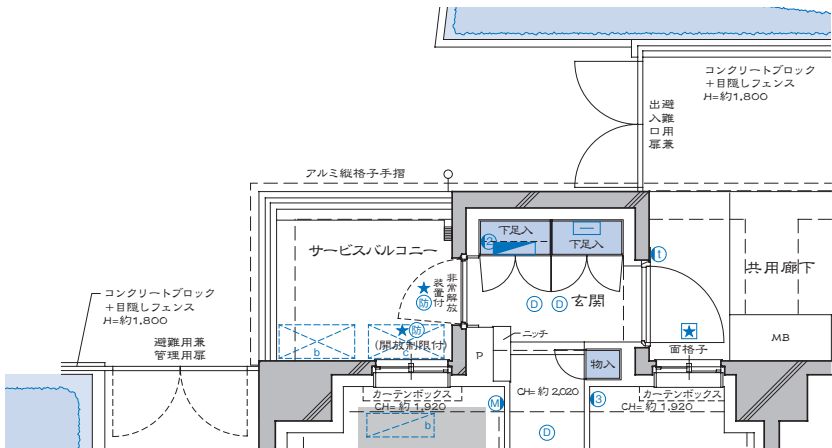 コンクリートブロック
+目隠しフェンス
H=約1,800
避難用兼
出入口扉
アルミ縦格子手摺
下足入
2
下足入
サービスバルコニー
t
共用廊下
非常解放
装置付
★
防
D
D
玄関
コンクリートブロック
+目隠しフェンス
H=約1,800
★
防
(開放制限付)
ニッチ
★
MB
避難用兼
管理用扉
b
c
P
面格子
物入
カーテンボックス
CH=約1,920
CH=約2,020
カーテンボックス
CH=約1,920
M
3
b
D